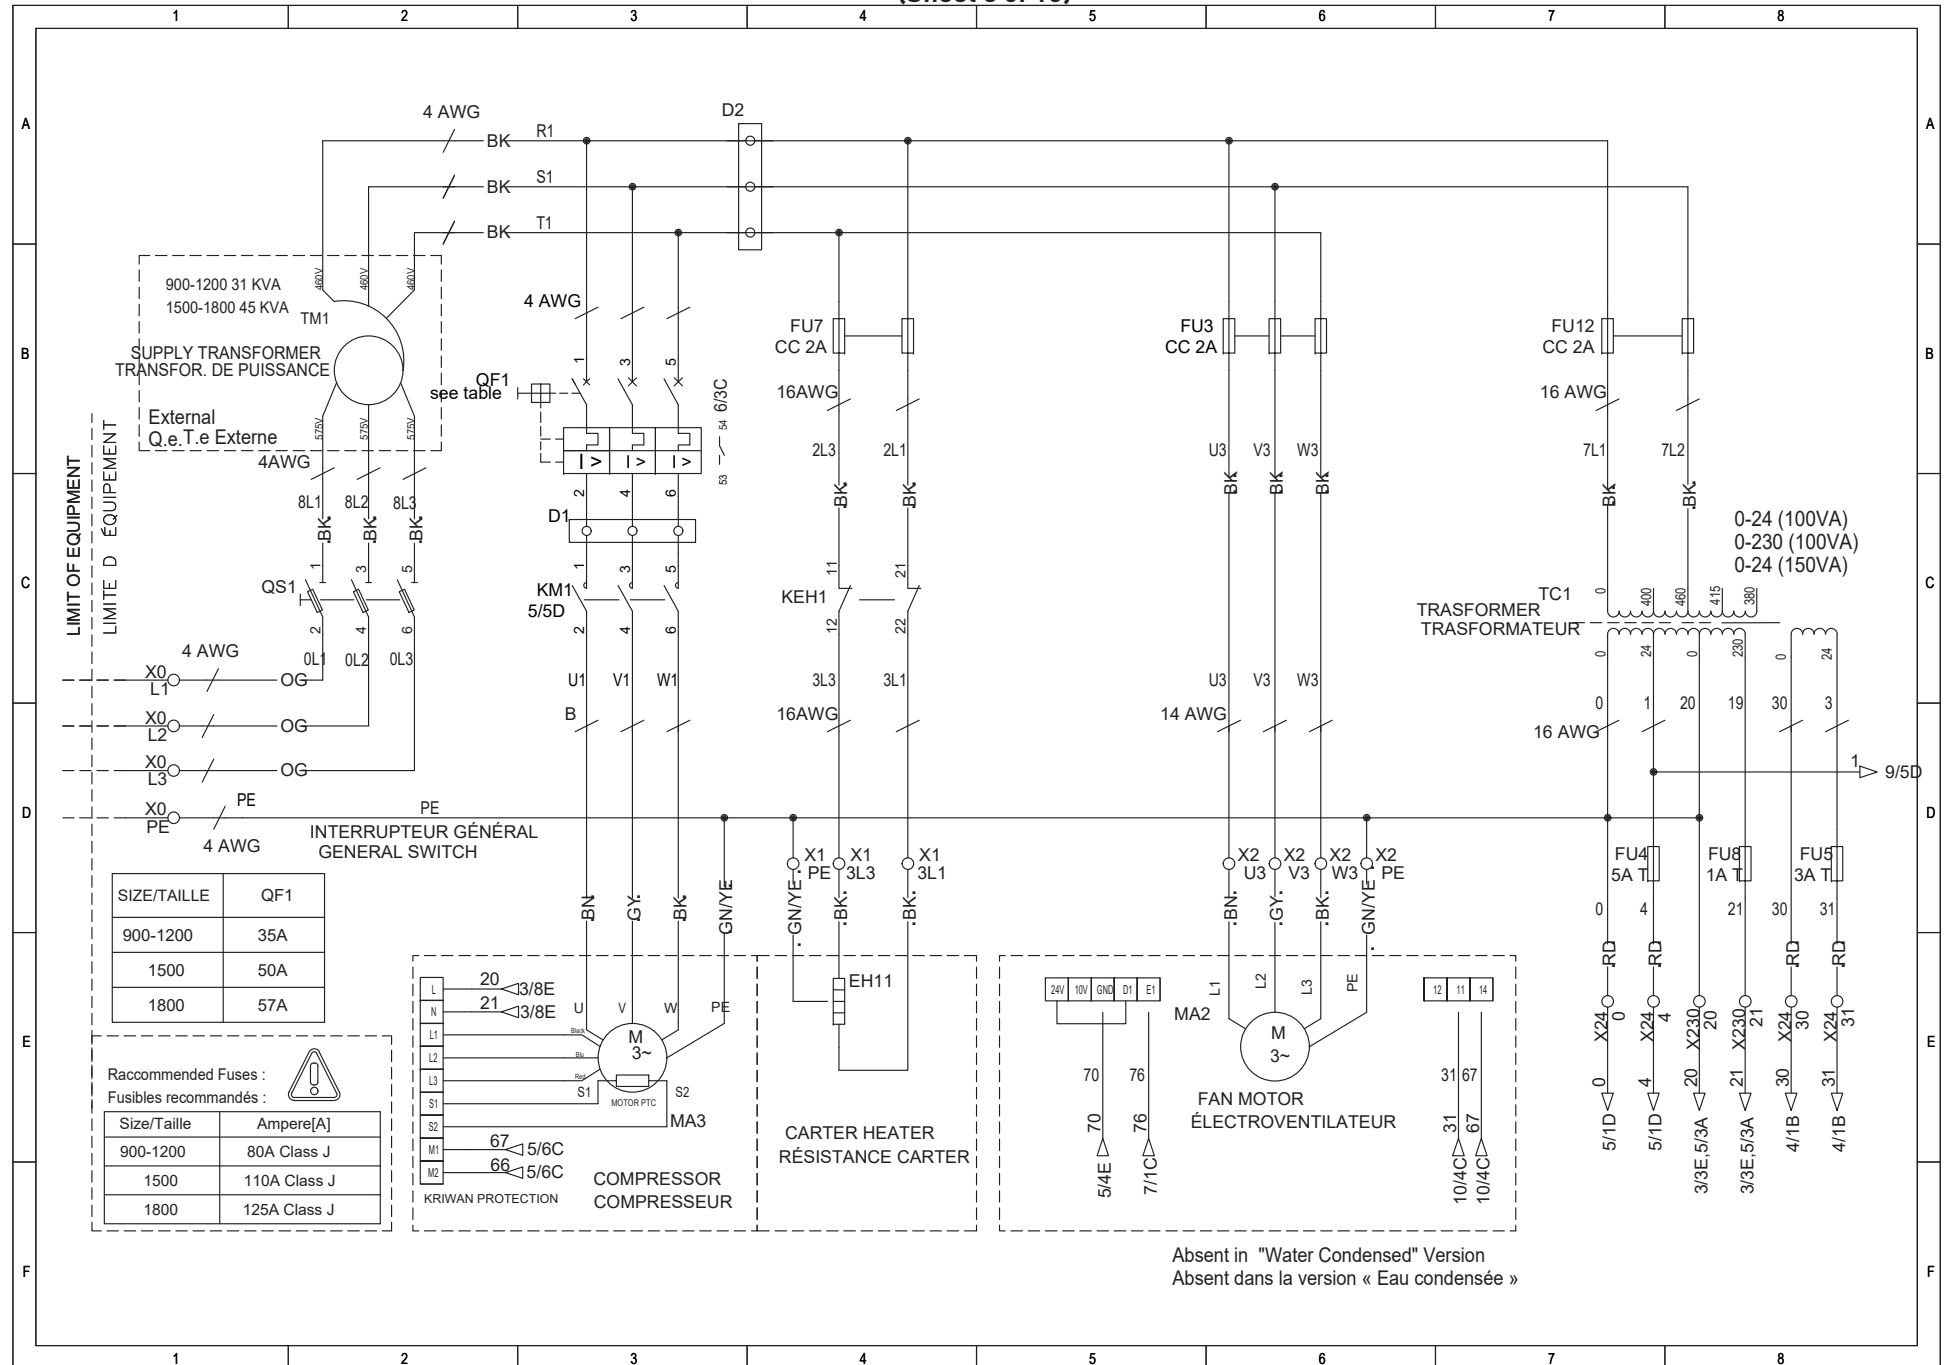 1 2 3 4 5 6 7 8
A A
4 AWG
D2
BK R1
BK S1
BK T1
460V 460V 460V
900-1200 31 KVA
1500-1800 45 KVA
TM1
4 AWG
B B
FU7
CC 2A
FU3
CC 2A
FU12
CC 2A
SUPPLY TRANSFORMER
TRANSFOR. DE PUISSANCE
1 3 5
QF1
see table
16AWG
16 AWG
External
Q.e.T.e Externe
575V 575V 575V
53 54 6/3C
I > I > I >
2L3 2L1
U3 V3 W3
7L1 7L2
LIMIT OF EQUIPMENT
LIMITE D ÉQUIPEMENT
4AWG
8L1 8L2 8L3
.BK. .BK. .BK.
2 4 6
D1
.BK. .BK.
BK BK BK
BK .BK.
0-24 (100VA)
0-230 (100VA)
0-24 (150VA)
C C
1 3 5
QS1
2 4 6
1 3 5
KM1
5/5D
2 4 6
11 21
KEH1
12 22
TC1
0 400 460 415 380
TRASFORMER
TRASFORMATEUR
0 24 0 230 0 24
4 AWG
0L1 0L2 0L3
X0
L1
OG
U1 V1 W1
3L3 3L1
U3 V3 W3
0 1 20 19 30 3
X0
L2
OG
B
16AWG
14 AWG
16 AWG
X0
L3
OG
1 9/5D
D D
X0
PE
PE
4 AWG
PE
INTERRUPTEUR GÉNÉRAL
GENERAL SWITCH
X1
PE
X1
3L3
X1
3L1
X2
U3
X2
V3
X2
W3
X2
PE
FU4
5A T
FU8
1A T
FU5
3A T
SIZE/TAILLE QF1
900-1200 35A
1500 50A
1800 57A
.BN. .GY. .BK. .GN/YE.
.GN/YE. .BK. .BK.
.BN. .GY. .BK. .GN/YE.
0 4 21 30 31
.RD .RD .RD .RD
E E
L 20 3/8E
N 21 3/8E
L1 Black
L2 Blu
L3 Red
S1
S2
M1 67 5/6C
M2 66 5/6C
KRIWAN PROTECTION
U V W PE
M
3~
S1 S2
MOTOR PTC
MA3
COMPRESSOR
COMPRESSEUR
EH11
CARTER HEATER
RÉSISTANCE CARTER
24V 10V GND D1 E1
70 76
70 76
5/4E 7/1C
L1 L2 L3 PE
MA2
M
3~
FAN MOTOR
ÉLECTROVENTILATEUR
12 11 14
31 67
31 67
10/4C 10/4C
X24 0
X24 4
X230 20
X230 21
X24 30
X24 31
0 4 20 21 30 31
5/1D 5/1D 3/3E,5/3A 3/3E,5/3A 4/1B 4/1B
Raccommended Fuses :
Fusibles recommandés :
Size/Taille Ampere[A]
900-1200 80A Class J
1500 110A Class J
1800 125A Class J
F F
Absent in "Water Condensed" Version
Absent dans la version « Eau condensée »
1 2 3 4 5 6 7 8